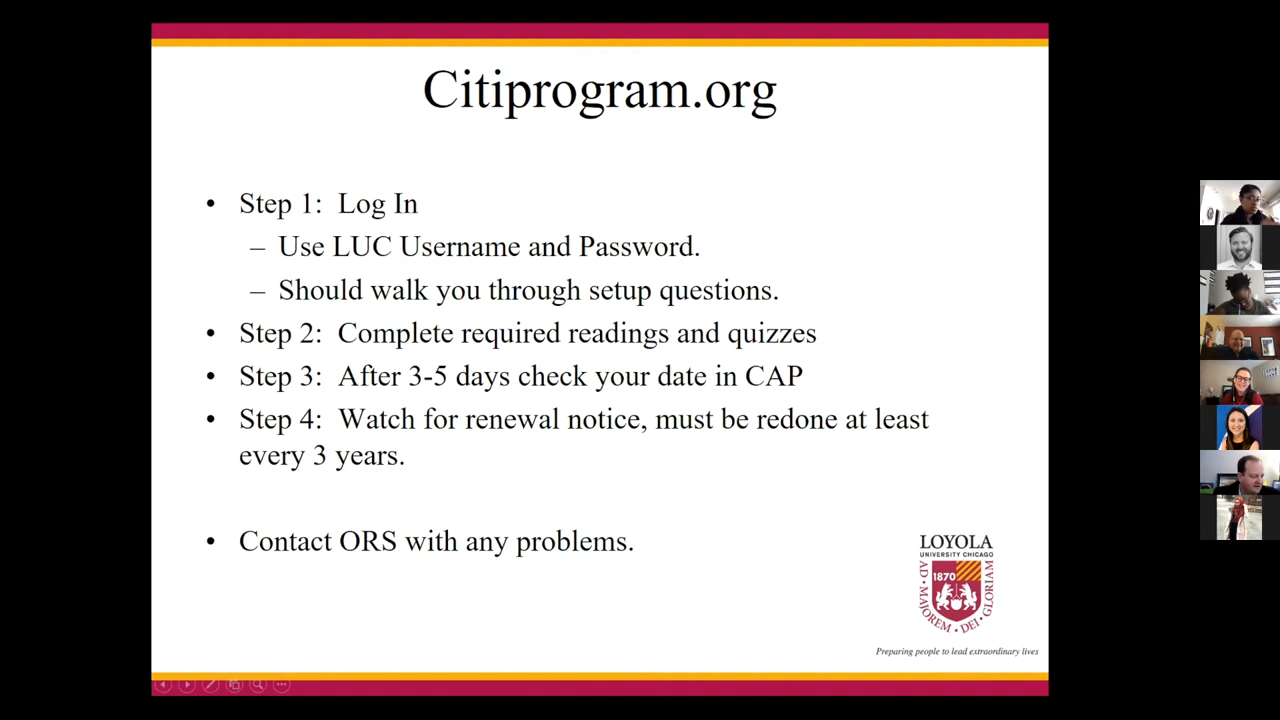 Citiprogram.org
• Step 1: Log In
– Use LUC Username and Password.
– Should walk you through setup questions.
• Step 2: Complete required readings and quizzes
• Step 3: After 3-5 days check your date in CAP
• Step 4: Watch for renewal notice, must be redone at least
every 3 years.
• Contact ORS with any problems.
LOYOLA
UNIVERSITY CHICAGO
1870
AD • MAJOREM • DEI • GLORIAM
Preparing people to lead extraordinary lives